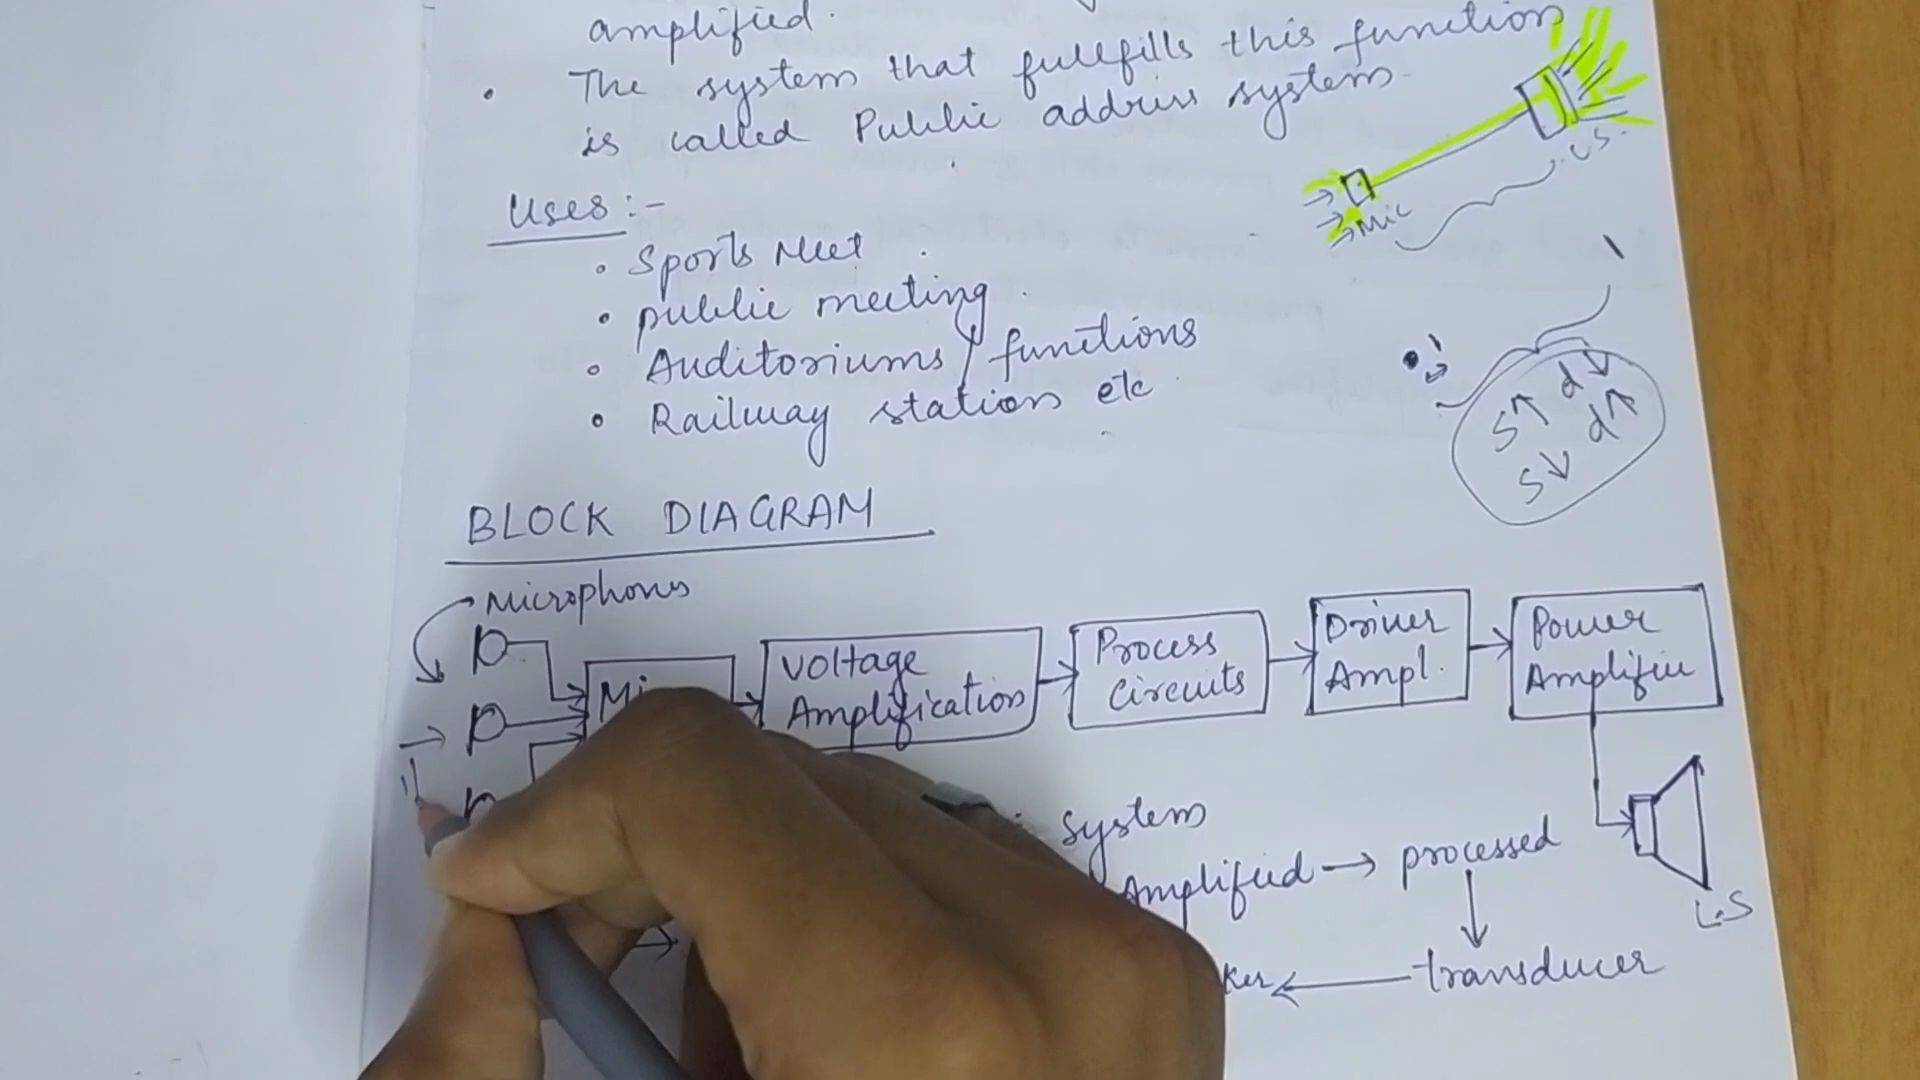 amplified.
• The system that fullfills this function
is called Public address system.
Mic
L.S.
Uses :-
• Sports Meet
• public meeting.
• Auditoriums / functions
• Railway station etc
S↑ d↓
S↓ d↑
BLOCK DIAGRAM
Microphones
Mi
Voltage
Amplification
Process
Circuits
Driver
Ampl.
Power
Amplifier
L.S
System
Amplified → processed
transducer